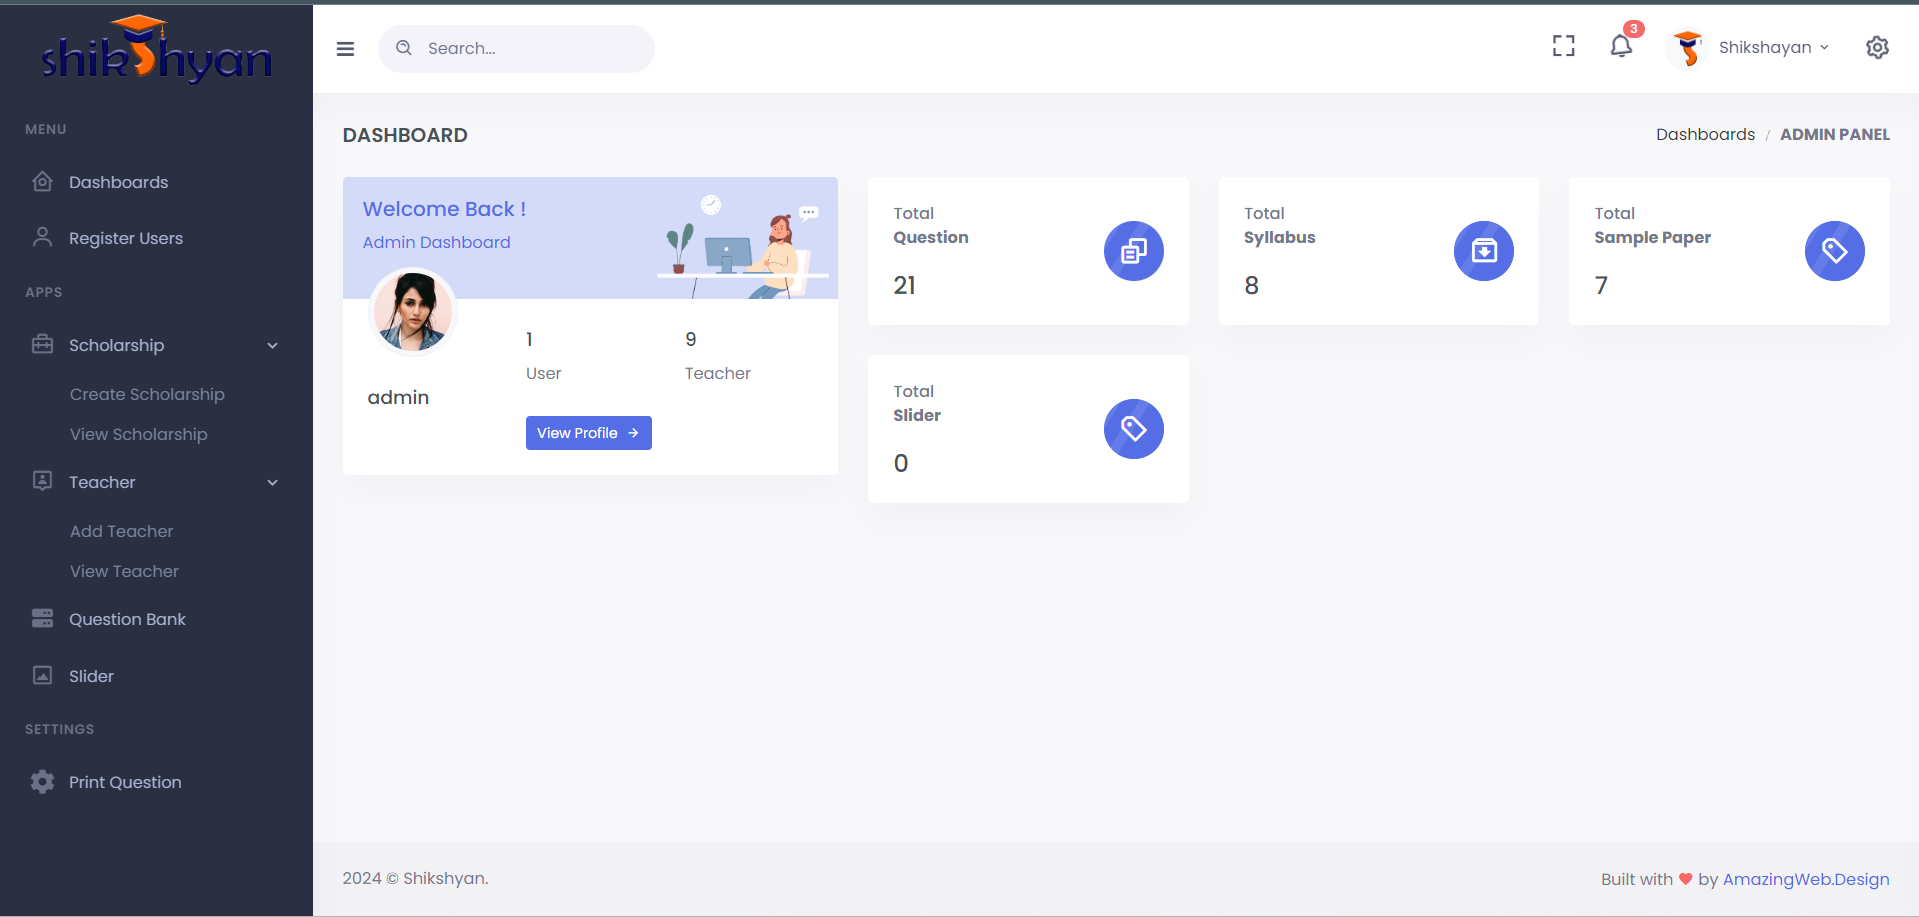 shikshyan
MENU
Dashboards
Register Users
APPS
Scholarship
Create Scholarship
View Scholarship
Teacher
Add Teacher
View Teacher
Question Bank
Slider
SETTINGS
Print Question
Search...
3
Shikshayan
DASHBOARD
Dashboards / ADMIN PANEL
Welcome Back !
Admin Dashboard
admin
1
User
9
Teacher
View Profile →
Total
Question
21
Total
Syllabus
8
Total
Sample Paper
7
Total
Slider
0
2024 © Shikshyan.
Built with ❤ by AmazingWeb.Design